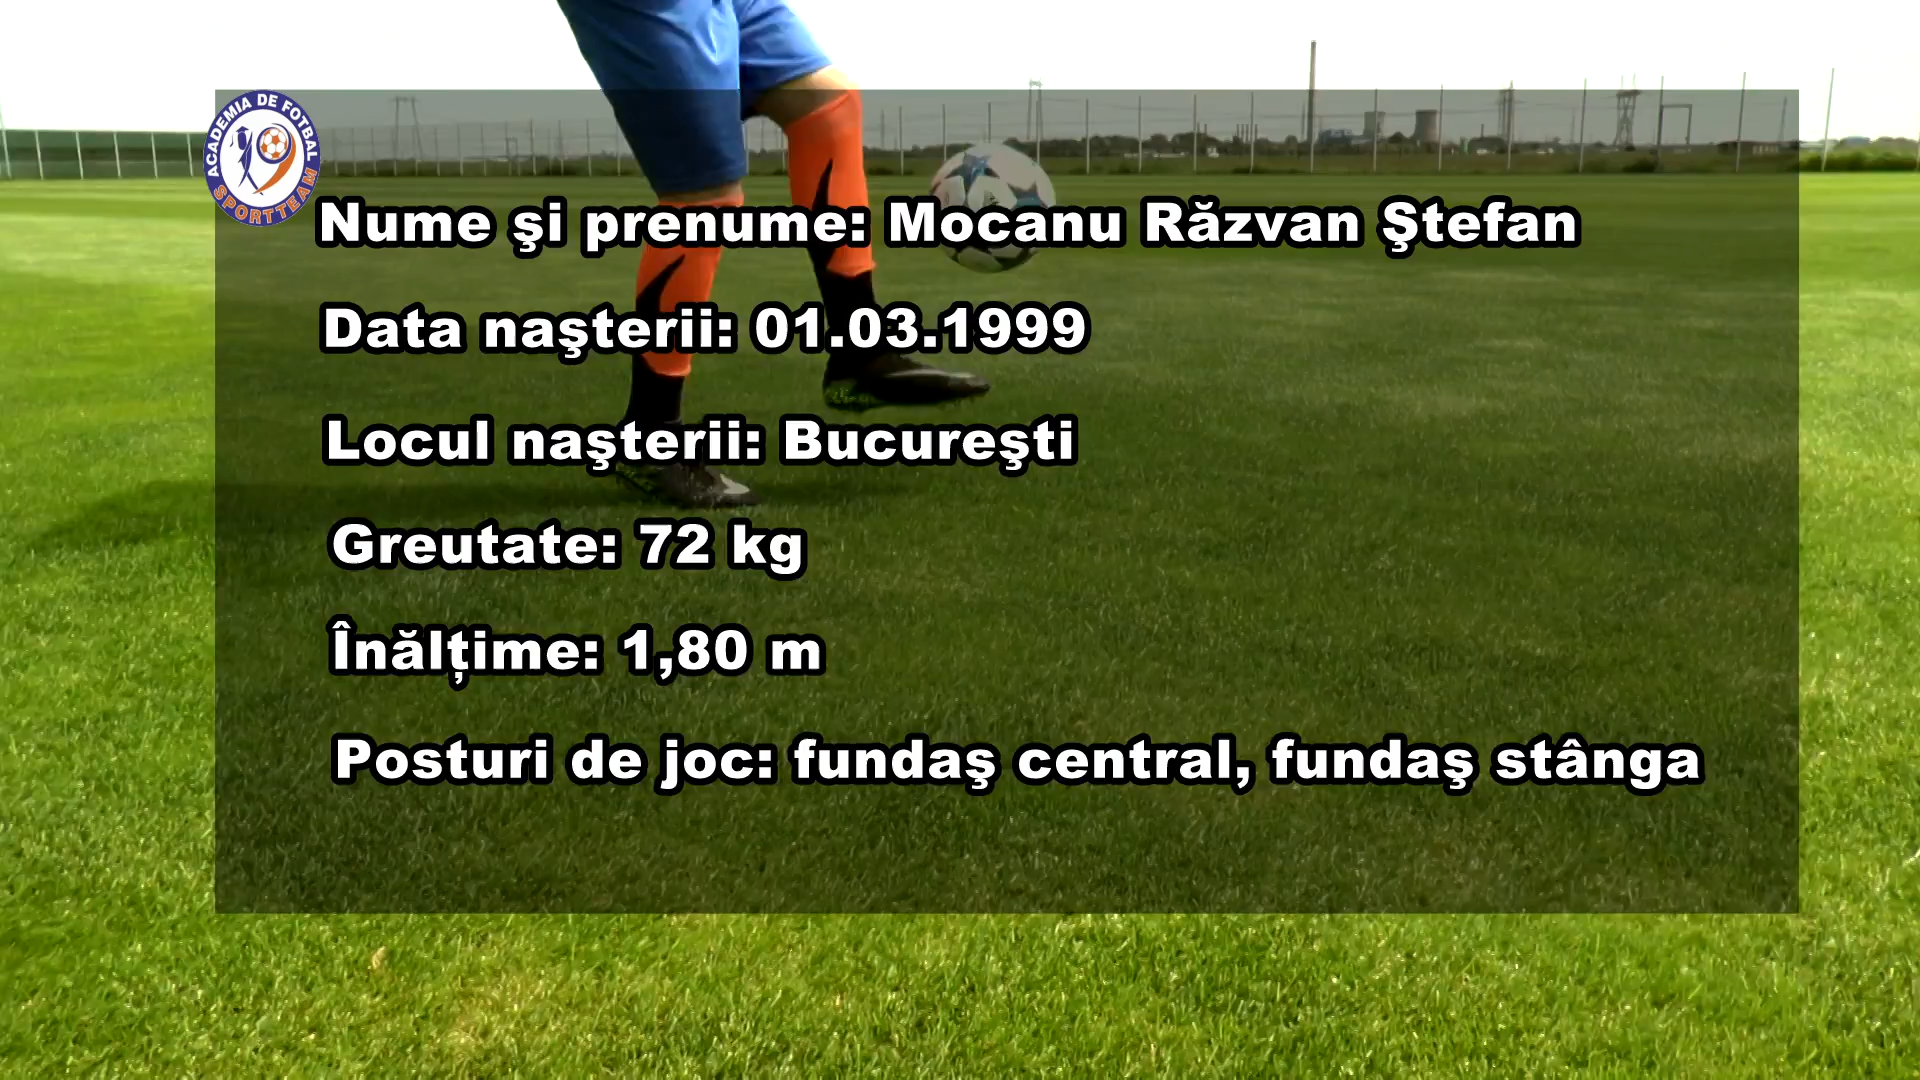 ACADEMIA DE FOTBAL
SPORTTEAM
Nume şi prenume: Mocanu Răzvan Ştefan
Data naşterii: 01.03.1999
Locul naşterii: Bucureşti
Greutate: 72 kg
Înălţime: 1,80 m
Posturi de joc: fundaş central, fundaş stânga